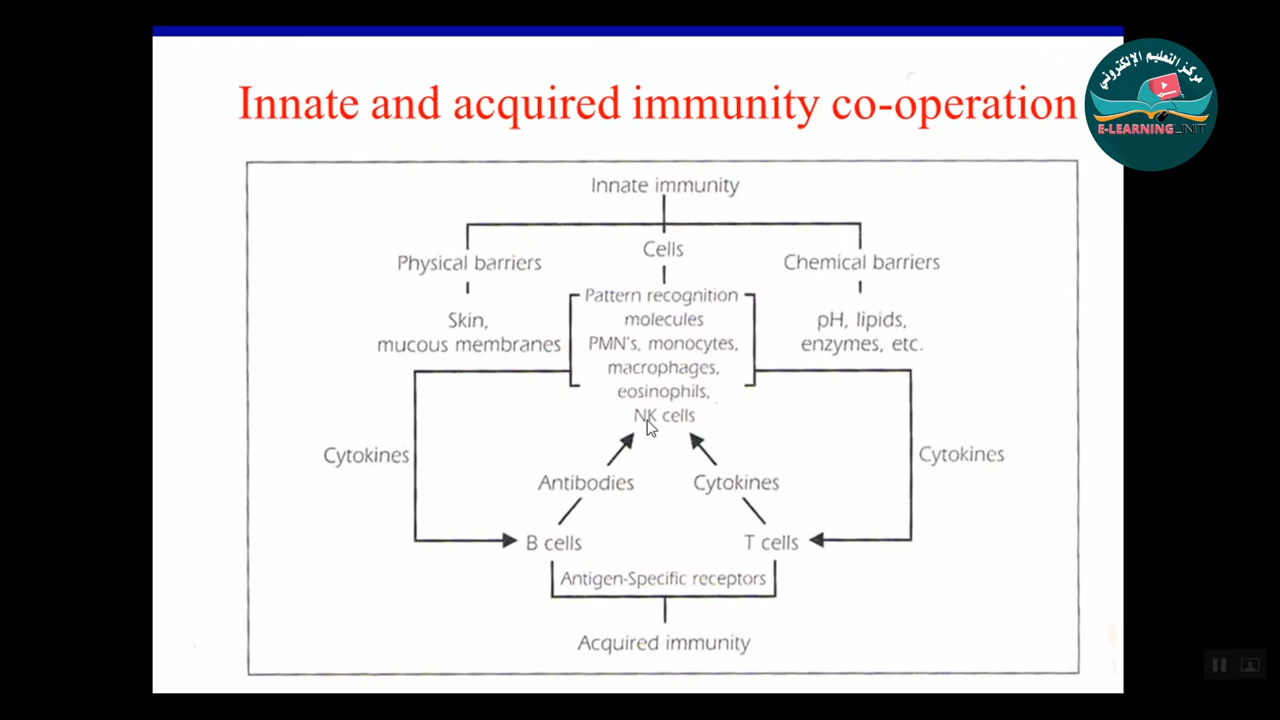 Innate and acquired immunity co-operation
مركز التعليم الإلكتروني
E-LEARNING UNIT
Innate immunity
Physical barriers
Cells
Chemical barriers
Skin,
mucous membranes
Pattern recognition
molecules
PMN's, monocytes,
macrophages,
eosinophils,
NK cells
pH, lipids,
enzymes, etc.
Cytokines
Antibodies
Cytokines
Cytokines
B cells
T cells
Antigen-Specific receptors
Acquired immunity